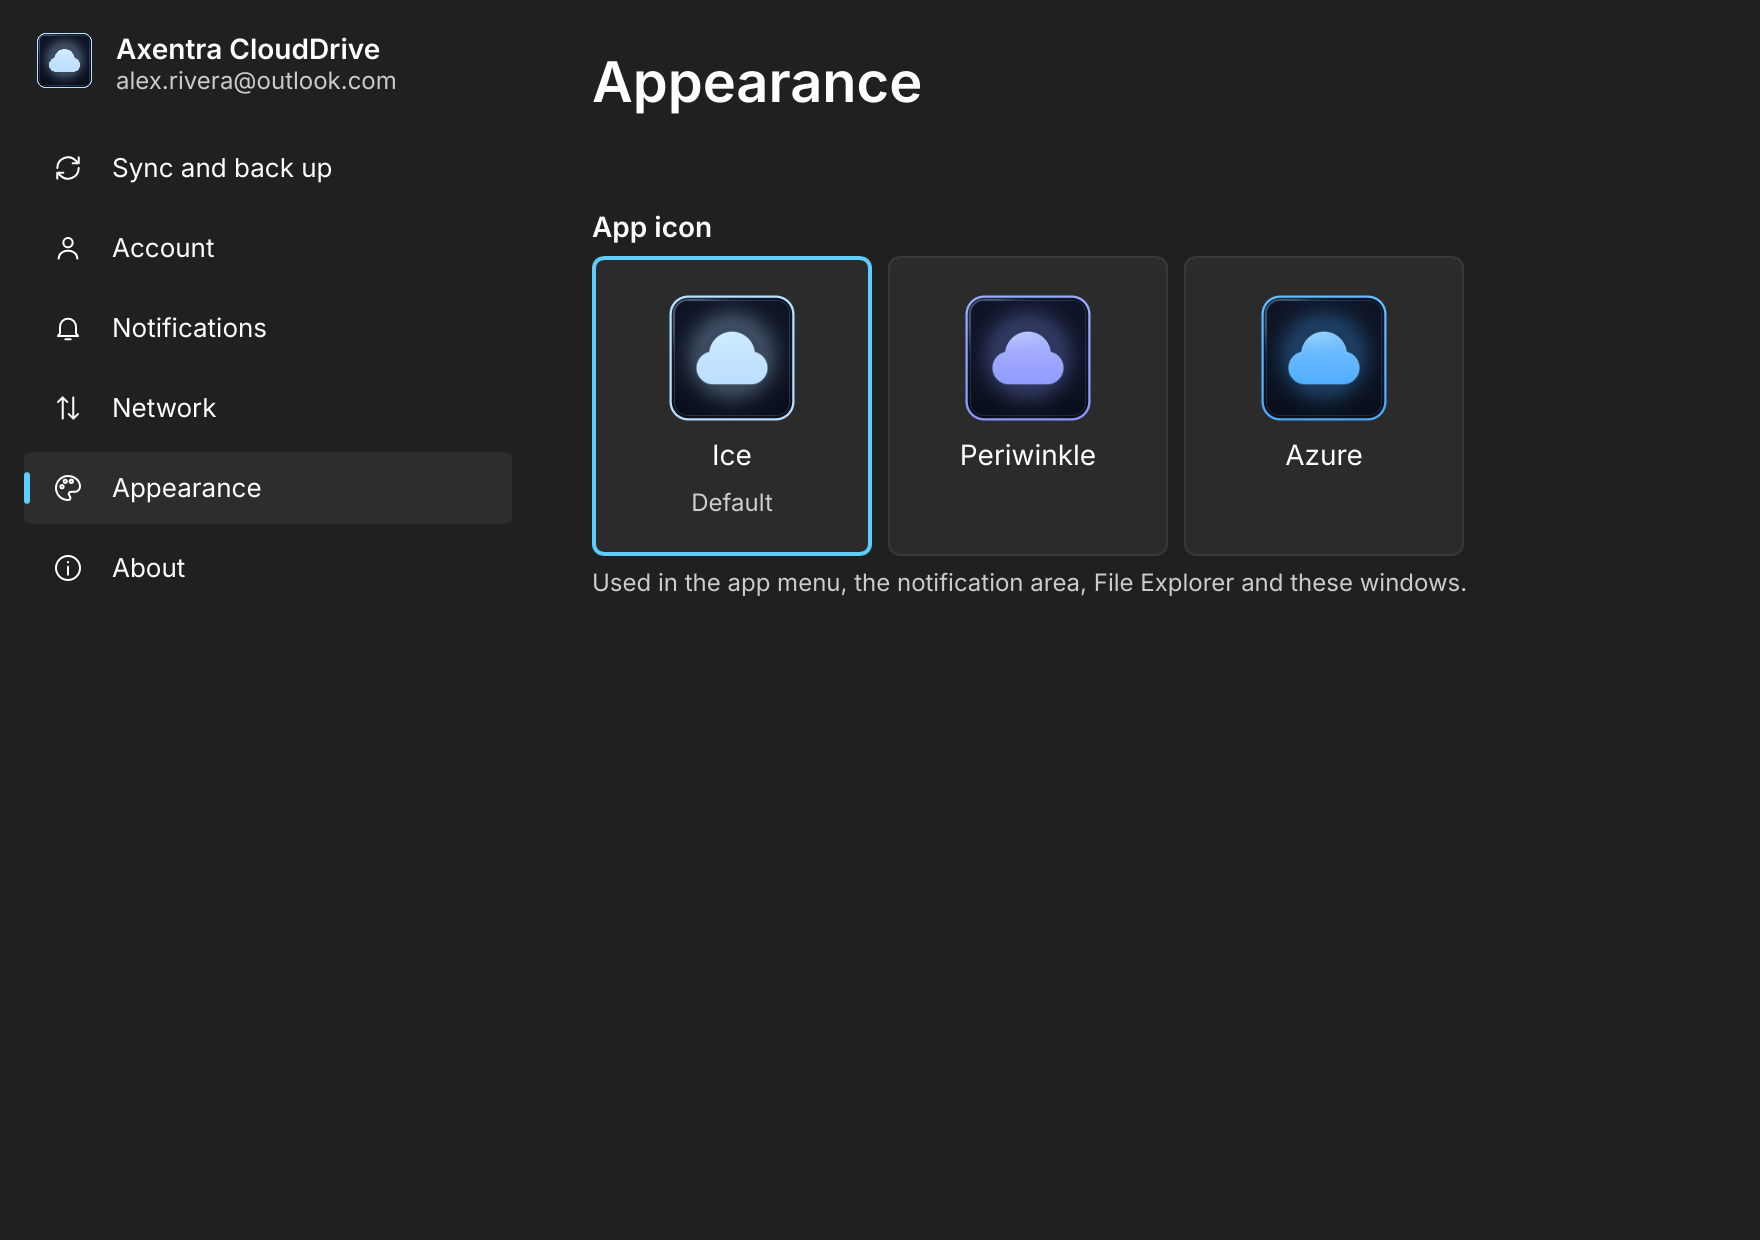 Axentra CloudDrive
alex.rivera@outlook.com
Sync and back up
Account
Notifications
Network
Appearance
About
Appearance
App icon
Ice
Default
Periwinkle
Azure
Used in the app menu, the notification area, File Explorer and these windows.